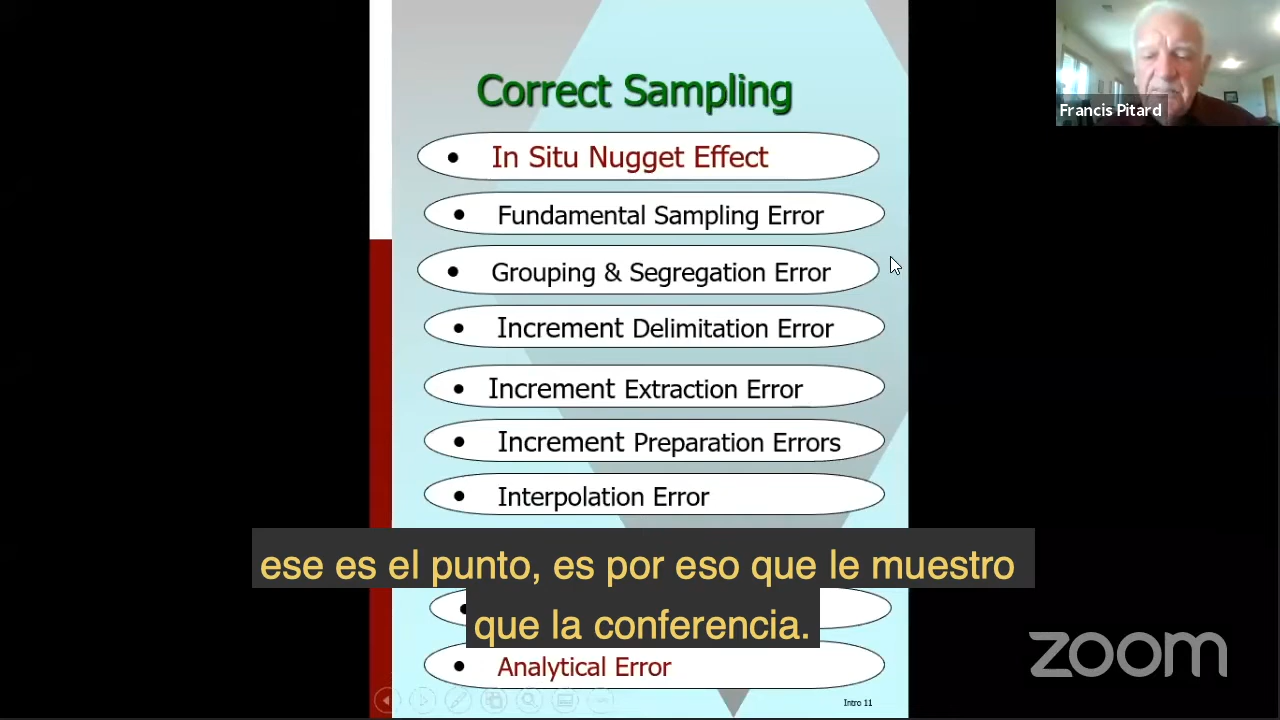 Correct Sampling
• In Situ Nugget Effect
• Fundamental Sampling Error
• Grouping & Segregation Error
• Increment Delimitation Error
• Increment Extraction Error
• Increment Preparation Errors
• Interpolation Error
ese es el punto, es por eso que le muestro
que la conferencia.
• Analytical Error
Intro 11
Francis Pitard
zoom